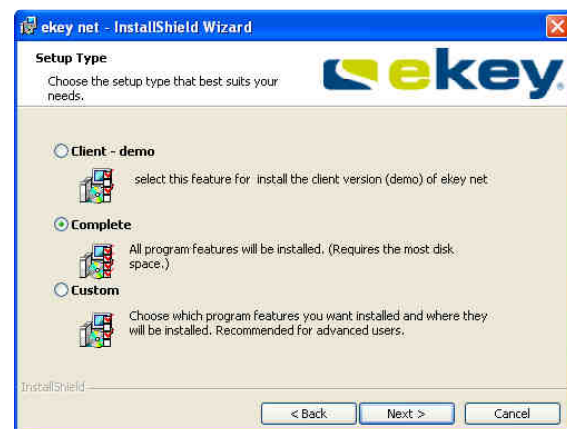 ekey net - InstallShield Wizard
Setup Type
Choose the setup type that best suits your
needs.
ekey
Client - demo
select this feature for install the client version (demo) of ekey net
Complete
All program features will be installed. (Requires the most disk
space.)
Custom
Choose which program features you want installed and where they
will be installed. Recommended for advanced users.
InstallShield
< Back Next > Cancel